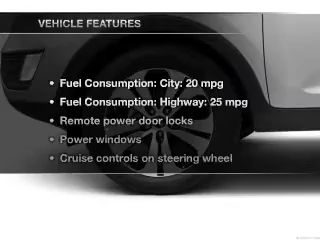 VEHICLE FEATURES
• Fuel Consumption: City: 20 mpg
• Fuel Consumption: Highway: 25 mpg
• Remote power door locks
• Power windows
• Cruise controls on steering wheel